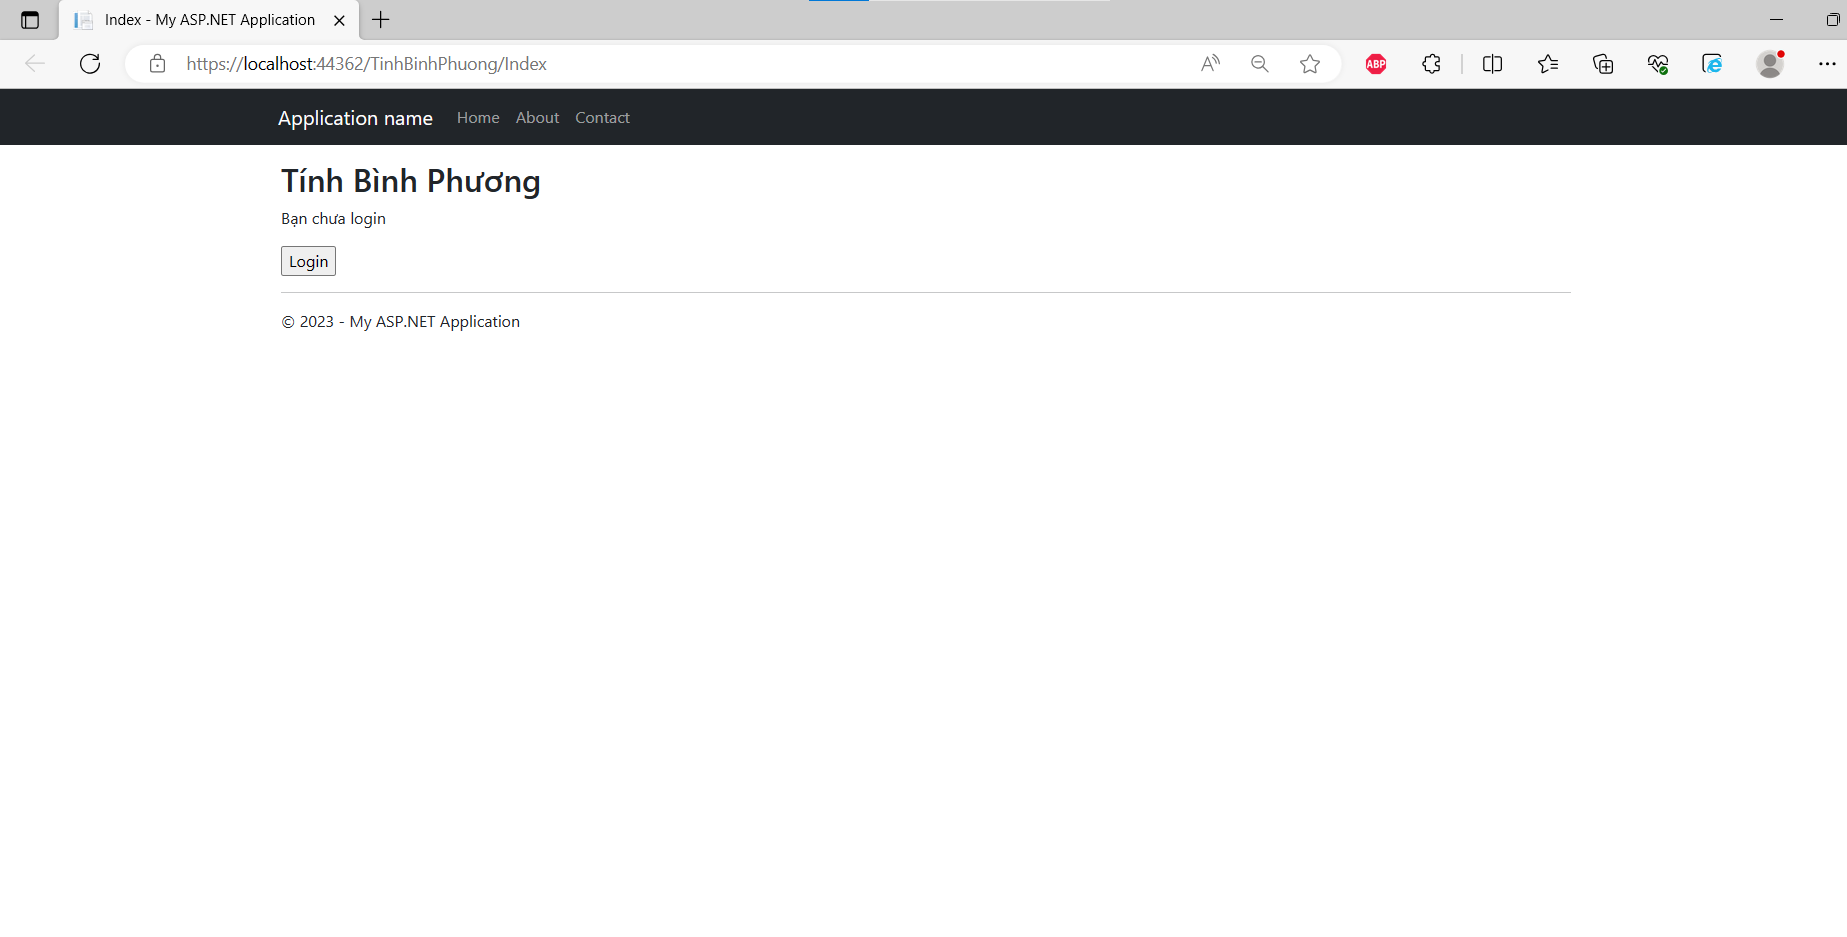 Index - My ASP.NET Application
https://localhost:44362/TinhBinhPhuong/Index
ABP
Application name Home About Contact
Tính Bình Phương
Bạn chưa login
Login
© 2023 - My ASP.NET Application